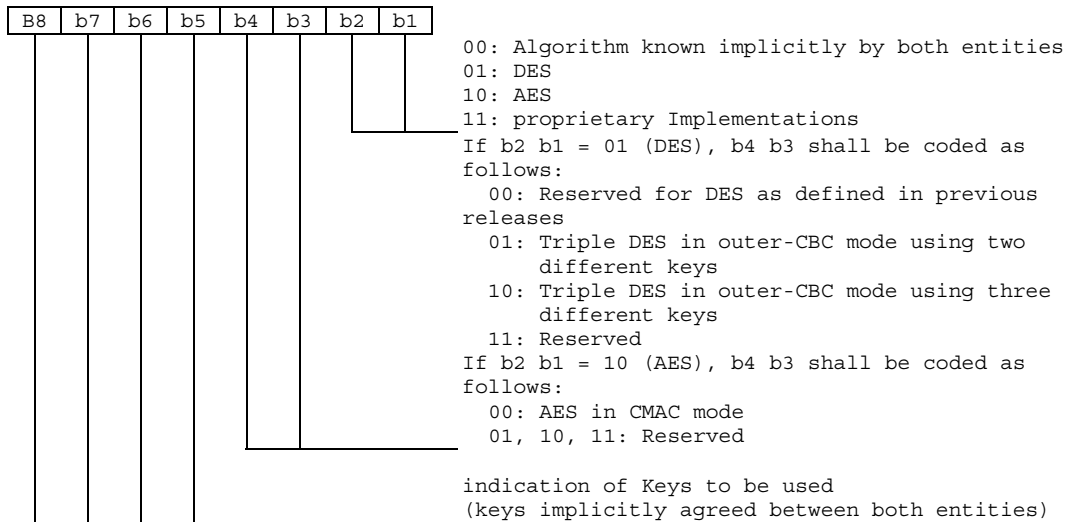 B8 b7 b6 b5 b4 b3 b2 b1
00: Algorithm known implicitly by both entities
01: DES
10: AES
11: proprietary Implementations
If b2 b1 = 01 (DES), b4 b3 shall be coded as
follows:
00: Reserved for DES as defined in previous
releases
01: Triple DES in outer-CBC mode using two
different keys
10: Triple DES in outer-CBC mode using three
different keys
11: Reserved
If b2 b1 = 10 (AES), b4 b3 shall be coded as
follows:
00: AES in CMAC mode
01, 10, 11: Reserved
indication of Keys to be used
(keys implicitly agreed between both entities)